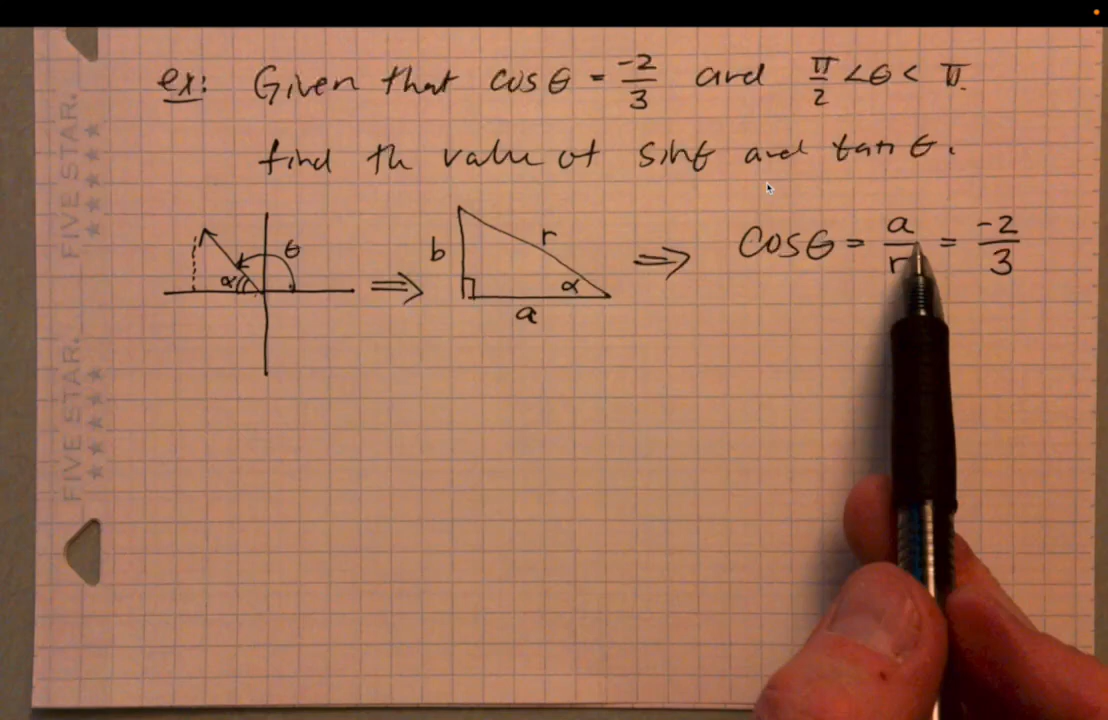 ex: Given that cos θ = -2/3 and π/2 < θ < π.
find the value of sin θ and tan θ.
θ
α
b
r
α
a
⇒
⇒
cos θ = a/r = -2/3
FIVE STAR.
FIVE STAR.